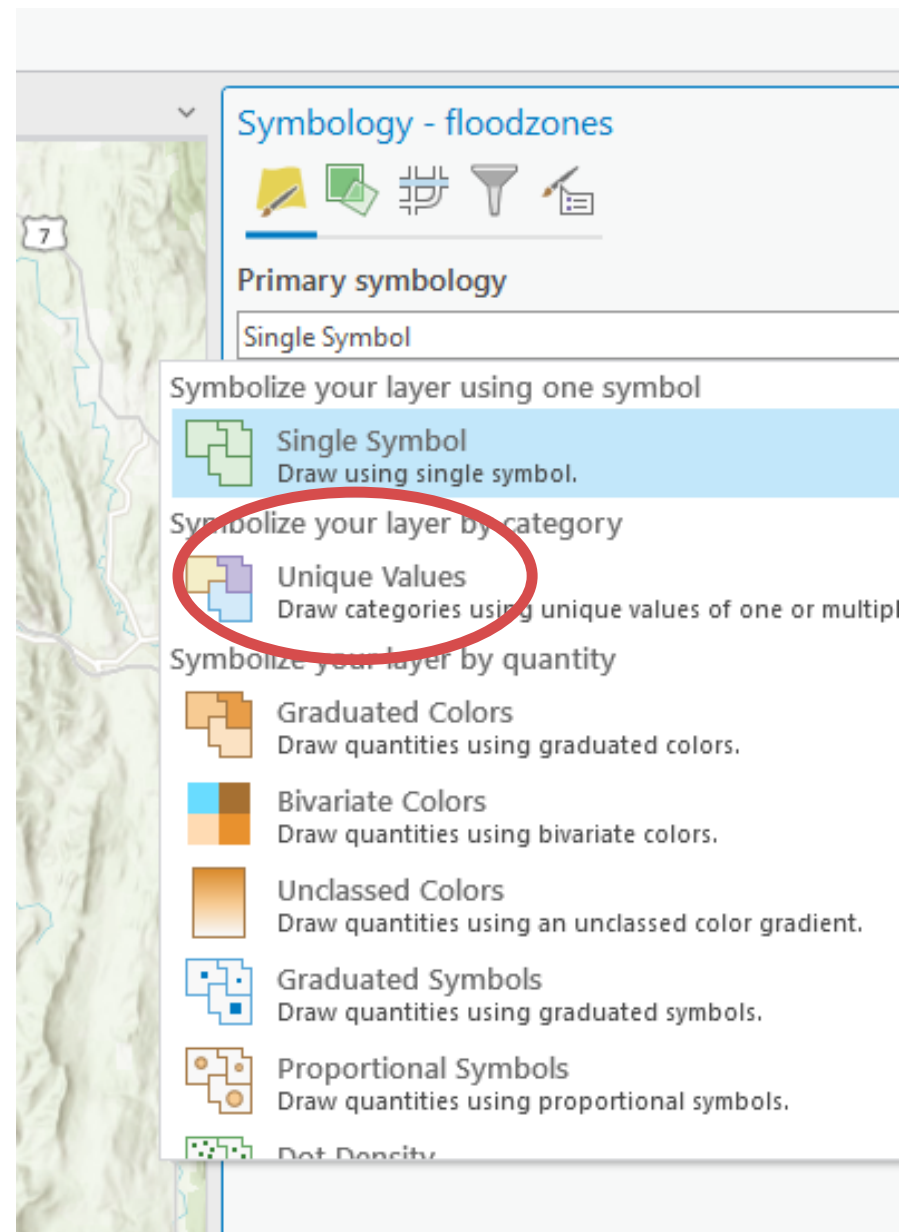 Symbology - floodzones
7
Primary symbology
Single Symbol
Symbolize your layer using one symbol
Single Symbol
Draw using single symbol.
Symbolize your layer by category
Unique Values
Draw categories using unique values of one or multipl
Symbolize your layer by quantity
Graduated Colors
Draw quantities using graduated colors.
Bivariate Colors
Draw quantities using bivariate colors.
Unclassed Colors
Draw quantities using an unclassed color gradient.
Graduated Symbols
Draw quantities using graduated symbols.
Proportional Symbols
Draw quantities using proportional symbols.
Dot Density